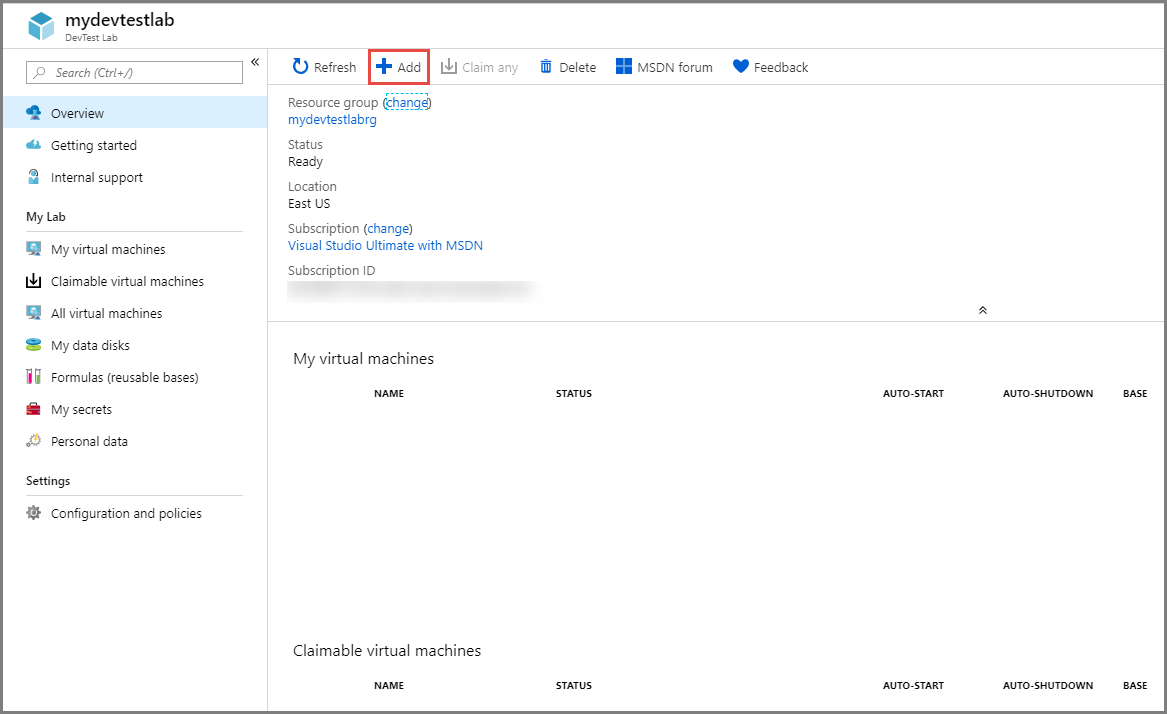 mydevtestlab
DevTest Lab
Search (Ctrl+/)
«
Overview
Getting started
Internal support
My Lab
My virtual machines
Claimable virtual machines
All virtual machines
My data disks
Formulas (reusable bases)
My secrets
Personal data
Settings
Configuration and policies
Refresh Add Claim any Delete MSDN forum Feedback
Resource group (change)
mydevtestlabrg
Status
Ready
Location
East US
Subscription (change)
Visual Studio Ultimate with MSDN
Subscription ID
My virtual machines
NAME STATUS AUTO-START AUTO-SHUTDOWN BASE
Claimable virtual machines
NAME STATUS AUTO-START AUTO-SHUTDOWN BASE